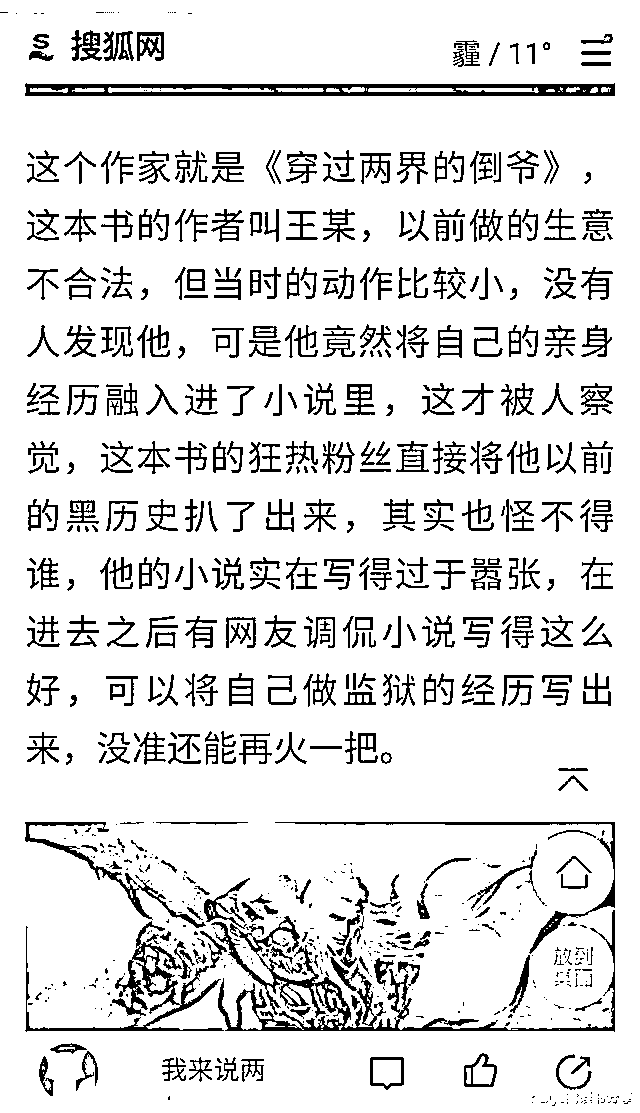 搜狐网
霾 / 11°
这个作家就是《穿过两界的倒爷》，
这本书的作者叫王某，以前做的生意
不合法，但当时的动作比较小，没有
人发现他，可是他竟然将自己的亲身
经历融入进了小说里，这才被人察
觉，这本书的狂热粉丝直接将他以前
的黑历史扒了出来，其实也怪不得
谁，他的小说实在写得过于嚣张，在
进去之后有网友调侃小说写得这么
好，可以将自己做监狱的经历写出
来，没准还能再火一把。
放到
桌面
我来说两